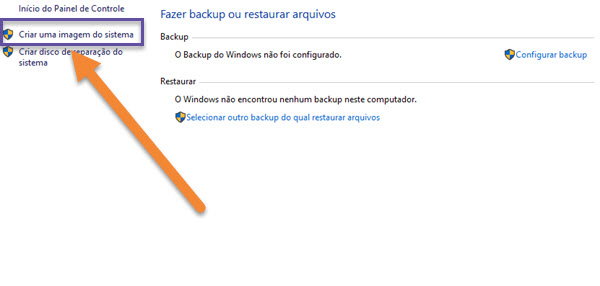 Início do Painel de Controle
Criar uma imagem do sistema
Criar disco de reparação do
sistema
Fazer backup ou restaurar arquivos
Backup
O Backup do Windows não foi configurado.
Configurar backup
Restaurar
O Windows não encontrou nenhum backup neste computador.
Selecionar outro backup do qual restaurar arquivos